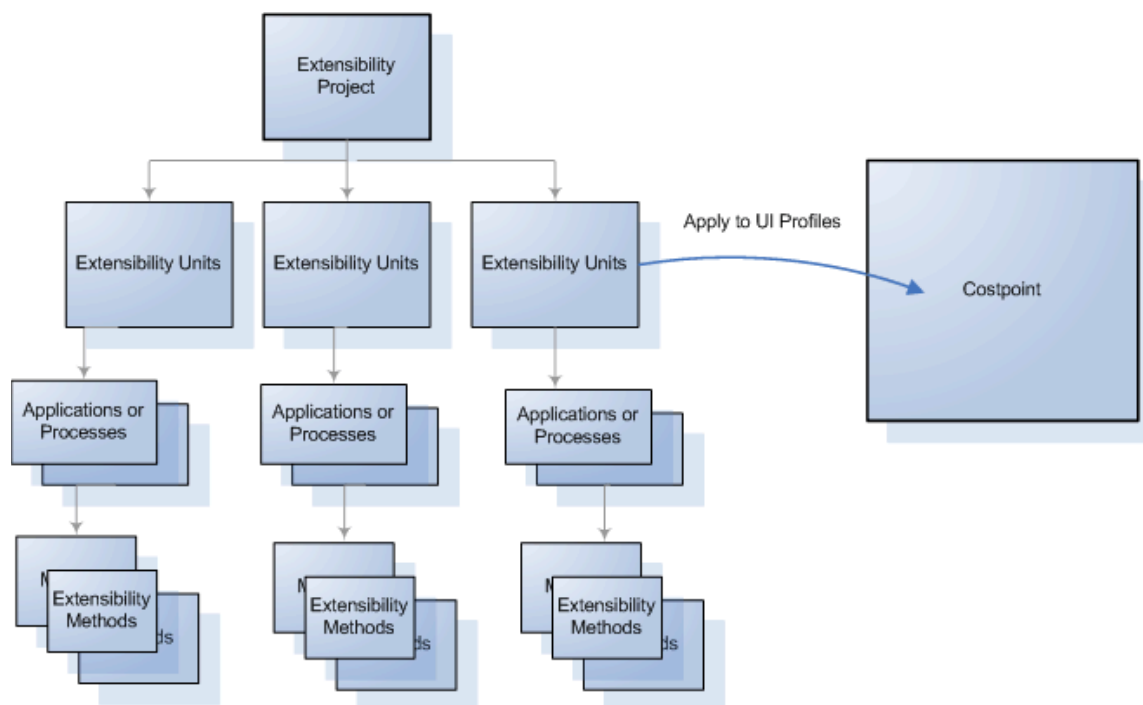 Extensibility
Project
Extensibility Units
Extensibility Units
Extensibility Units
Apply to UI Profiles
Costpoint
Applications or
Processes
Applications or
Processes
Applications or
Processes
Extensibility
Methods
Extensibility
Methods
Extensibility
Methods